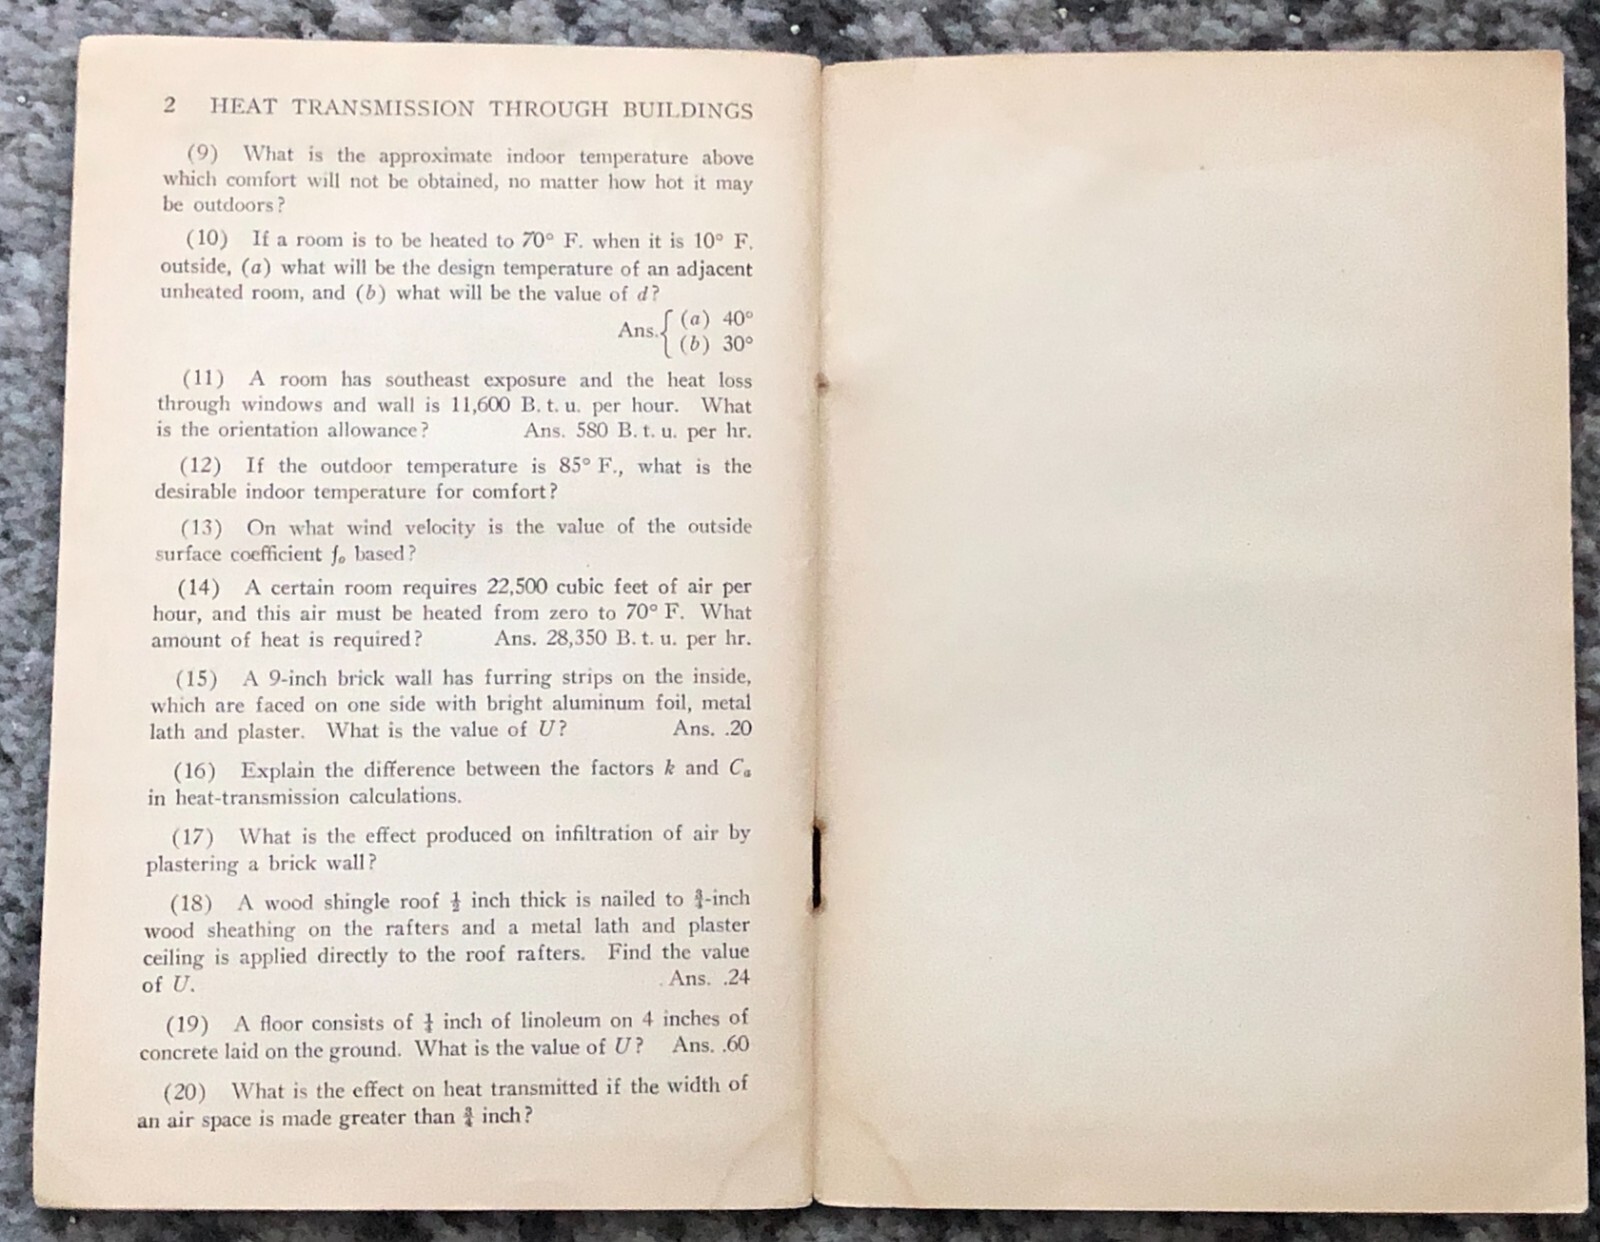 2 HEAT TRANSMISSION THROUGH BUILDINGS
(9) What is the approximate indoor temperature above
which comfort will not be obtained, no matter how hot it may
be outdoors?
(10) If a room is to be heated to 70° F. when it is 10° F.
outside, (a) what will be the design temperature of an adjacent
unheated room, and (b) what will be the value of d?
Ans. { (a) 40°
(b) 30°
(11) A room has southeast exposure and the heat loss
through windows and wall is 11,600 B. t. u. per hour. What
is the orientation allowance? Ans. 580 B. t. u. per hr.
(12) If the outdoor temperature is 85° F., what is the
desirable indoor temperature for comfort?
(13) On what wind velocity is the value of the outside
surface coefficient fₒ based?
(14) A certain room requires 22,500 cubic feet of air per
hour, and this air must be heated from zero to 70° F. What
amount of heat is required? Ans. 28,350 B. t. u. per hr.
(15) A 9-inch brick wall has furring strips on the inside,
which are faced on one side with bright aluminum foil, metal
lath and plaster. What is the value of U? Ans. .20
(16) Explain the difference between the factors k and Cₐ
in heat-transmission calculations.
(17) What is the effect produced on infiltration of air by
plastering a brick wall?
(18) A wood shingle roof ½ inch thick is nailed to ¾-inch
wood sheathing on the rafters and a metal lath and plaster
ceiling is applied directly to the roof rafters. Find the value
of U. Ans. .24
(19) A floor consists of ¼ inch of linoleum on 4 inches of
concrete laid on the ground. What is the value of U? Ans. .60
(20) What is the effect on heat transmitted if the width of
an air space is made greater than ¾ inch?